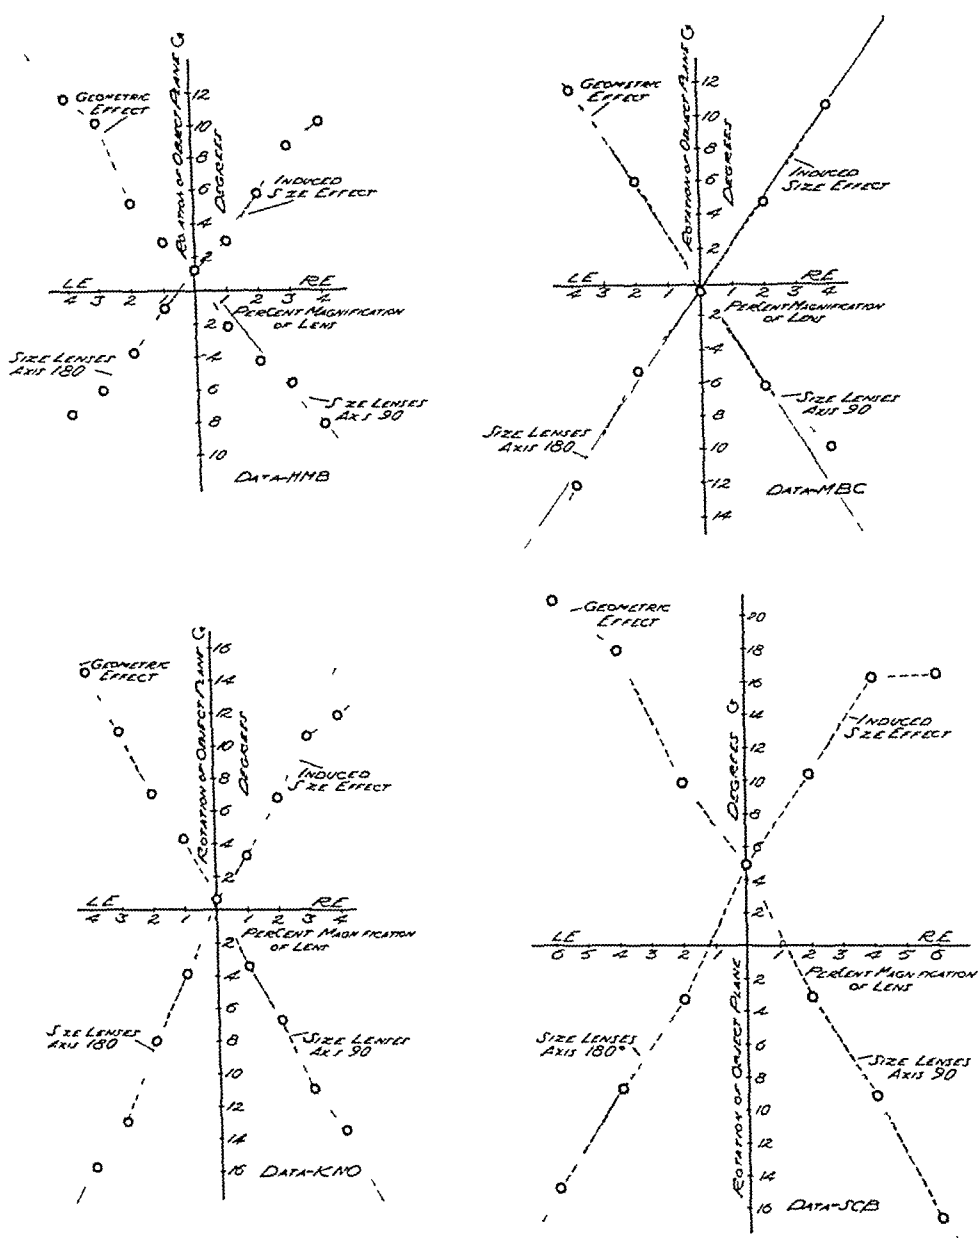 ROTATION OF OBJECT PLANE G
DEGREES
12
10
8
6
4
2
GEOMETRIC
EFFECT
INDUCED
SIZE EFFECT
LE
RE
4 3 2 1
1 2 3 4
PERCENT MAGNIFICATION
OF LENS
2
4
6
8
10
SIZE LENSES
AXIS 180
SIZE LENSES
AXIS 90
DATA-HMB
ROTATION OF OBJECT PLANE G
DEGREES
12
10
8
6
4
2
GEOMETRIC
EFFECT
INDUCED
SIZE EFFECT
LE
RE
4 3 2 1
1 2 3 4
PERCENT MAGNIFICATION
OF LENS
2
4
6
8
10
12
14
SIZE LENSES
AXIS 180
SIZE LENSES
AXIS 90
DATA-MBC
ROTATION OF OBJECT PLANE G
DEGREES
16
14
12
10
8
6
4
2
GEOMETRIC
EFFECT
INDUCED
SIZE EFFECT
LE
RE
4 3 2 1
1 2 3 4
PERCENT MAGNIFICATION
OF LENS
2
4
6
8
10
12
14
16
SIZE LENSES
AXIS 180
SIZE LENSES
AXIS 90
DATA-KNO
DEGREES G
20
18
16
14
12
10
8
6
4
2
GEOMETRIC
EFFECT
INDUCED
SIZE EFFECT
LE
RE
6 5 4 3 2 1
1 2 3 4 5 6
PERCENT MAGNIFICATION
OF LENS
ROTATION OF OBJECT PLANE
2
4
6
8
10
12
14
16
SIZE LENSES
AXIS 180°
SIZE LENSES
AXIS 90
DATA-SCB